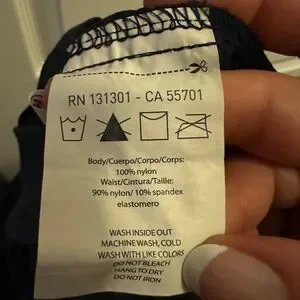 RN 131301 - CA 55701
Body/Cuerpo/Corpo/Corps:
100% nylon
Waist/Cintura/Taille:
90% nylon/ 10% spandex
elastomero
WASH INSIDE OUT
MACHINE WASH, COLD
WASH WITH LIKE COLORS
DO NOT BLEACH
HANG TO DRY
DO NOT IRON